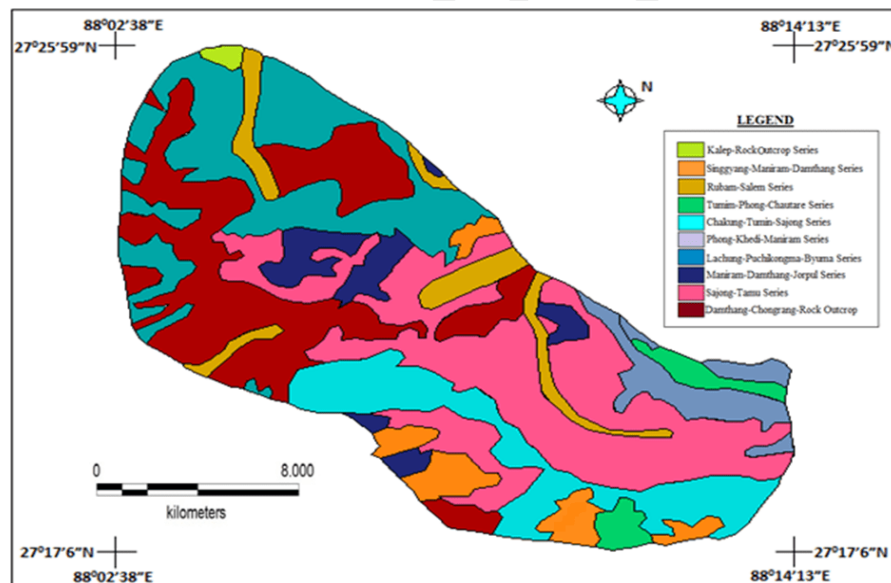 88°02'38"E
88°14'13"E
27°25'59"N
27°25'59"N
N
LEGEND
Kalep-RockOutcrop Series
Singgyang-Maniram-Damthang Series
Rubam-Salem Series
Tumim-Phong-Chautare Series
Chakung-Tumin-Sajong Series
Phong-Khedi-Maniram Series
Lachung-Puchikongma-Byuma Series
Maniram-Damthang-Jorpul Series
Sajong-Tamu Series
Damthang-Chongrang-Rock Outcrop
0 8.000
kilometers
27°17'6"N
27°17'6"N
88°02'38"E
88°14'13"E